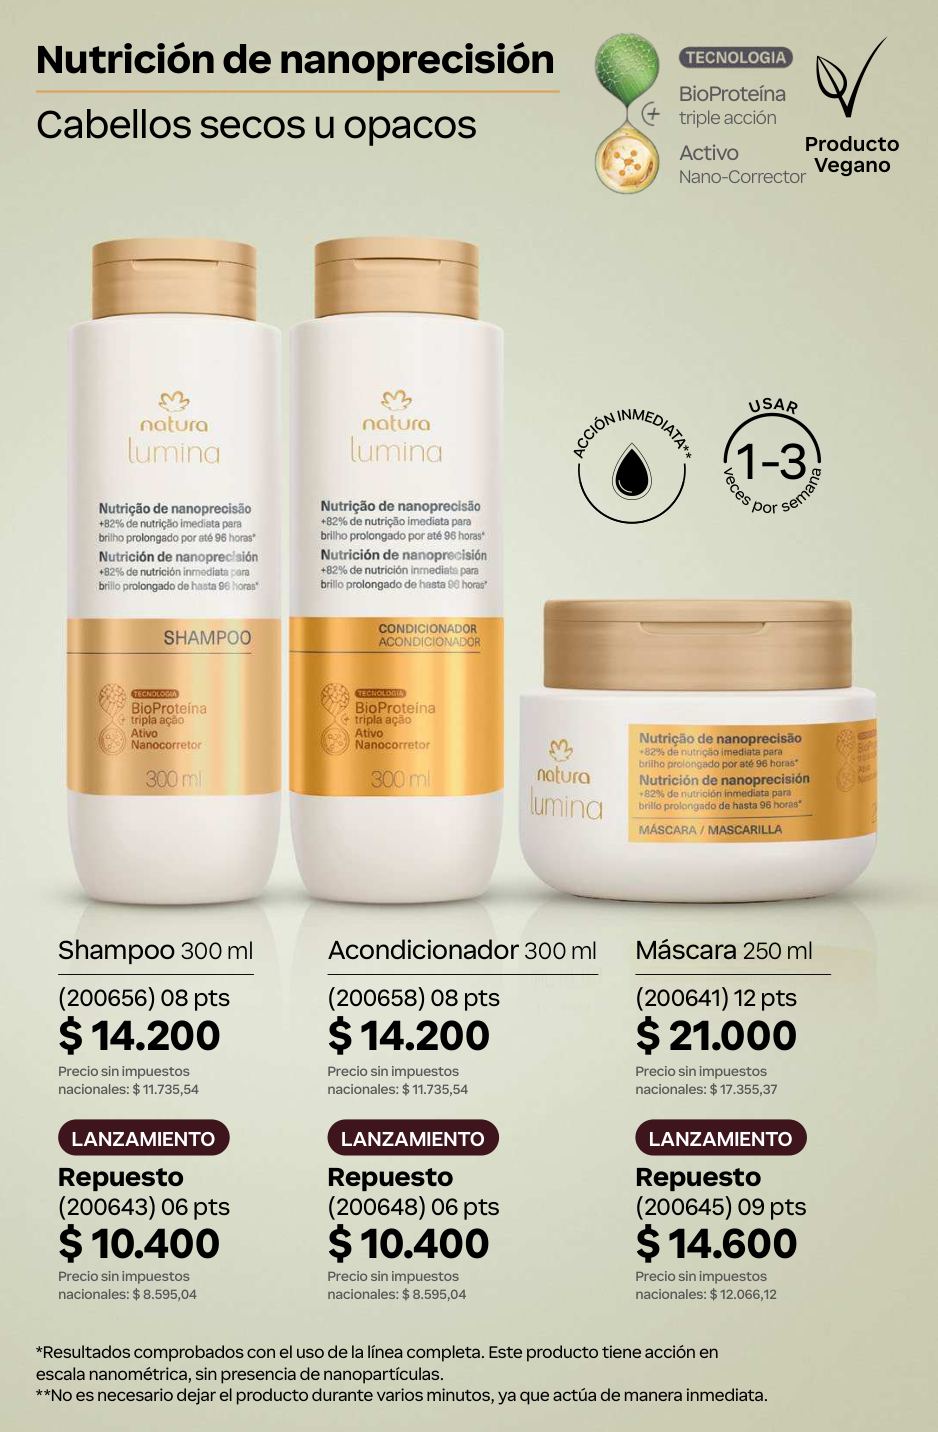 Nutrición de nanoprecisión
Cabellos secos u opacos
TECNOLOGIA
BioProteína
triple acción
Activo
Nano-Corrector
Producto
Vegano
natura
lumina
Nutrição de nanoprecisão
+82% de nutrição imediata para
brilho prolongado por até 96 horas*
Nutrición de nanoprecisión
+82% de nutrición inmediata para
brillo prolongado de hasta 96 horas*
SHAMPOO
TECNOLOGIA
BioProteína
tripla ação
Ativo
Nanocorretor
300 ml
natura
lumina
Nutrição de nanoprecisão
+82% de nutrição imediata para
brilho prolongado por até 96 horas*
Nutrición de nanoprecisión
+82% de nutrición inmediata para
brillo prolongado de hasta 96 horas*
CONDICIONADOR
ACONDICIONADOR
TECNOLOGIA
BioProteína
tripla ação
Ativo
Nanocorretor
300 ml
ACCIÓN INMEDIATA**
USAR
1-3
veces por semana
natura
lumina
Nutrição de nanoprecisão
+82% de nutrição imediata para
brilho prolongado por até 96 horas*
Nutrición de nanoprecisión
+82% de nutrición inmediata para
brillo prolongado de hasta 96 horas*
MÁSCARA / MASCARILLA
Shampoo 300 ml
(200656) 08 pts
$ 14.200
Precio sin impuestos
nacionales: $ 11.735,54
LANZAMIENTO
Repuesto
(200643) 06 pts
$ 10.400
Precio sin impuestos
nacionales: $ 8.595,04
Acondicionador 300 ml
(200658) 08 pts
$ 14.200
Precio sin impuestos
nacionales: $ 11.735,54
LANZAMIENTO
Repuesto
(200648) 06 pts
$ 10.400
Precio sin impuestos
nacionales: $ 8.595,04
Máscara 250 ml
(200641) 12 pts
$ 21.000
Precio sin impuestos
nacionales: $ 17.355,37
LANZAMIENTO
Repuesto
(200645) 09 pts
$ 14.600
Precio sin impuestos
nacionales: $ 12.066,12
*Resultados comprobados con el uso de la línea completa. Este producto tiene acción en
escala nanométrica, sin presencia de nanopartículas.
**No es necesario dejar el producto durante varios minutos, ya que actúa de manera inmediata.